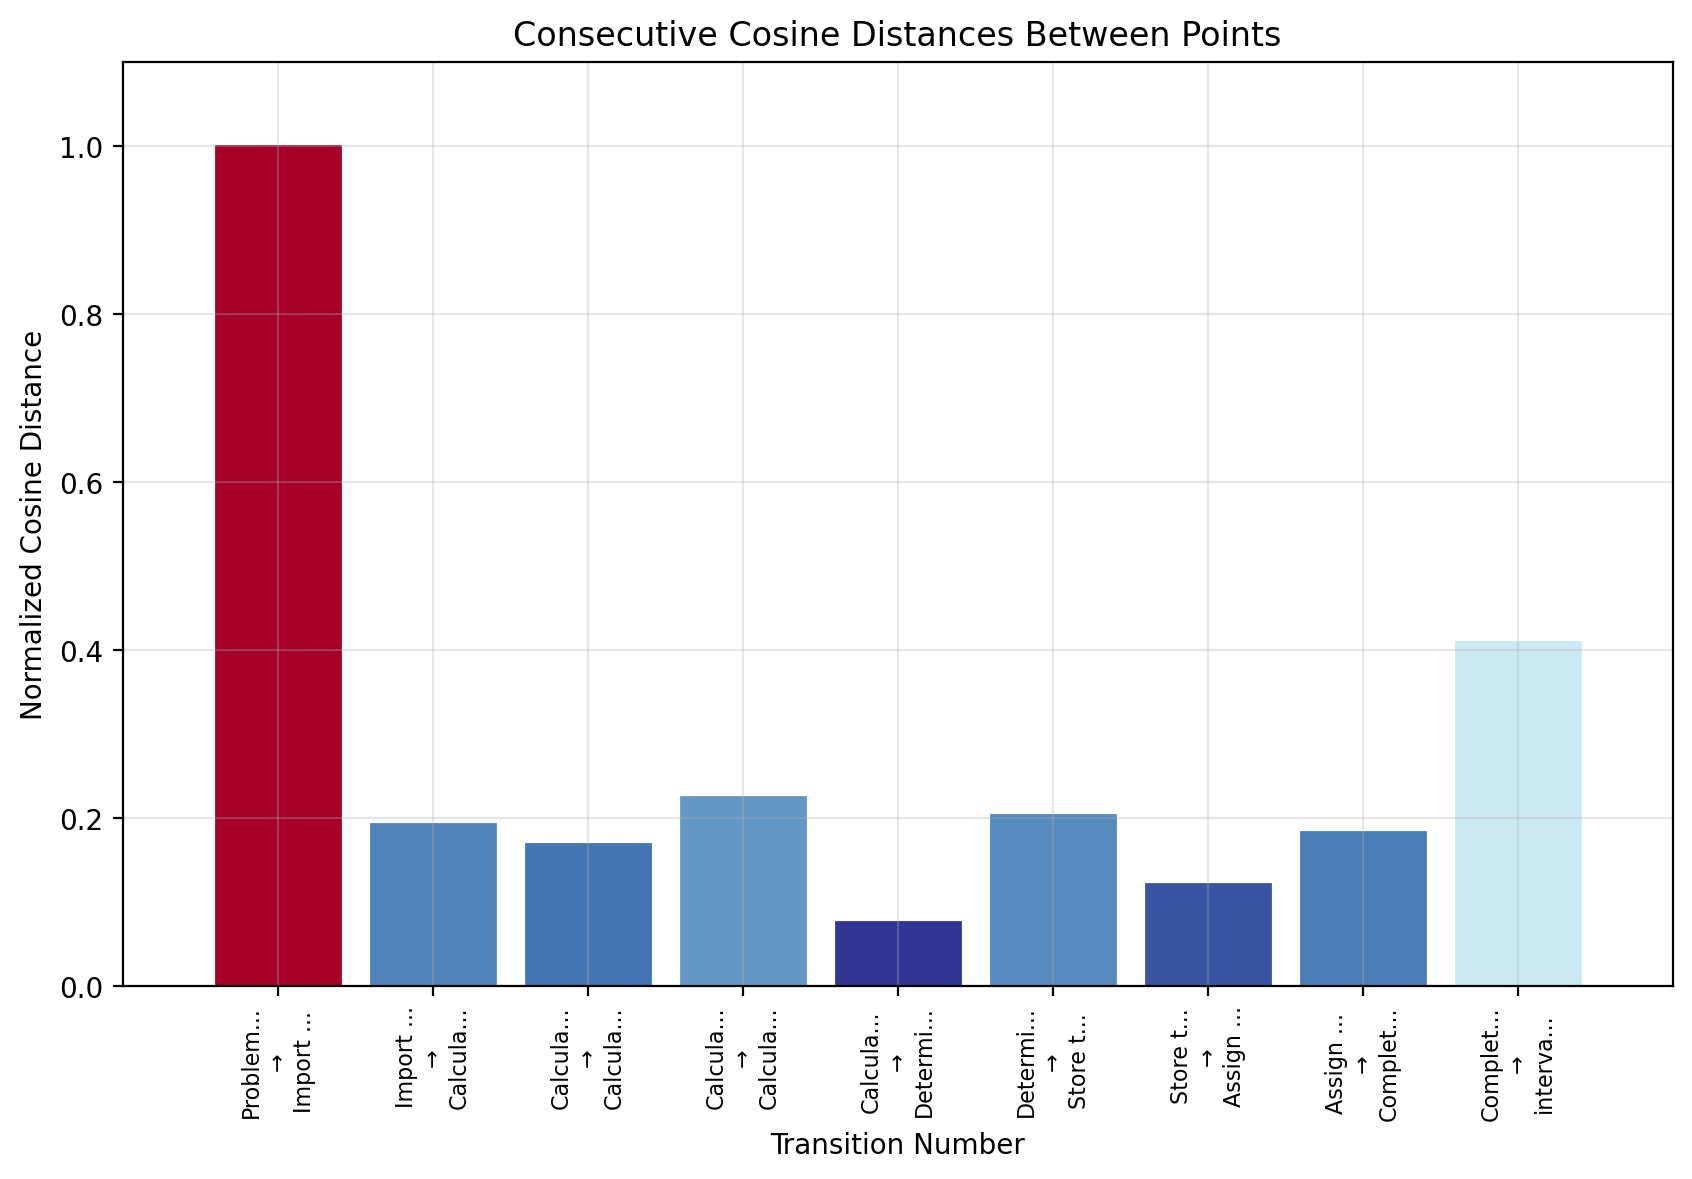 Consecutive Cosine Distances Between Points
Normalized Cosine Distance
1.0
0.8
0.6
0.4
0.2
0.0
Problem...
→
Import ...
Import ...
→
Calcula...
Calcula...
→
Calcula...
Calcula...
→
Calcula...
Calcula...
→
Determi...
Determi...
→
Store t...
Store t...
→
Assign ...
Assign ...
→
Complet...
Complet...
→
interva...
Transition Number